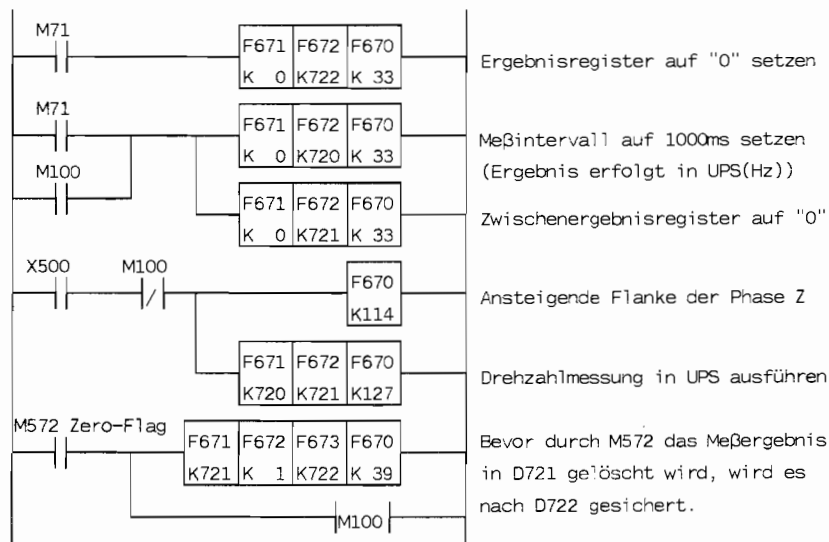 M71
F671 F672 F670
K 0 K722 K 33
Ergebnisregister auf "0" setzen
M71
F671 F672 F670
K 0 K720 K 33
Meßintervall auf 1000ms setzen
(Ergebnis erfolgt in UPS(Hz))
M100
F671 F672 F670
K 0 K721 K 33
Zwischenergebnisregister auf "0"
X500 M100
F670
K114
Ansteigende Flanke der Phase Z
F671 F672 F670
K720 K721 K127
Drehzahlmessung in UPS ausführen
M572 Zero-Flag
F671 F672 F673 F670
K721 K 1 K722 K 39
Bevor durch M572 das Meßergebnis
in D721 gelöscht wird, wird es
nach D722 gesichert.
M100